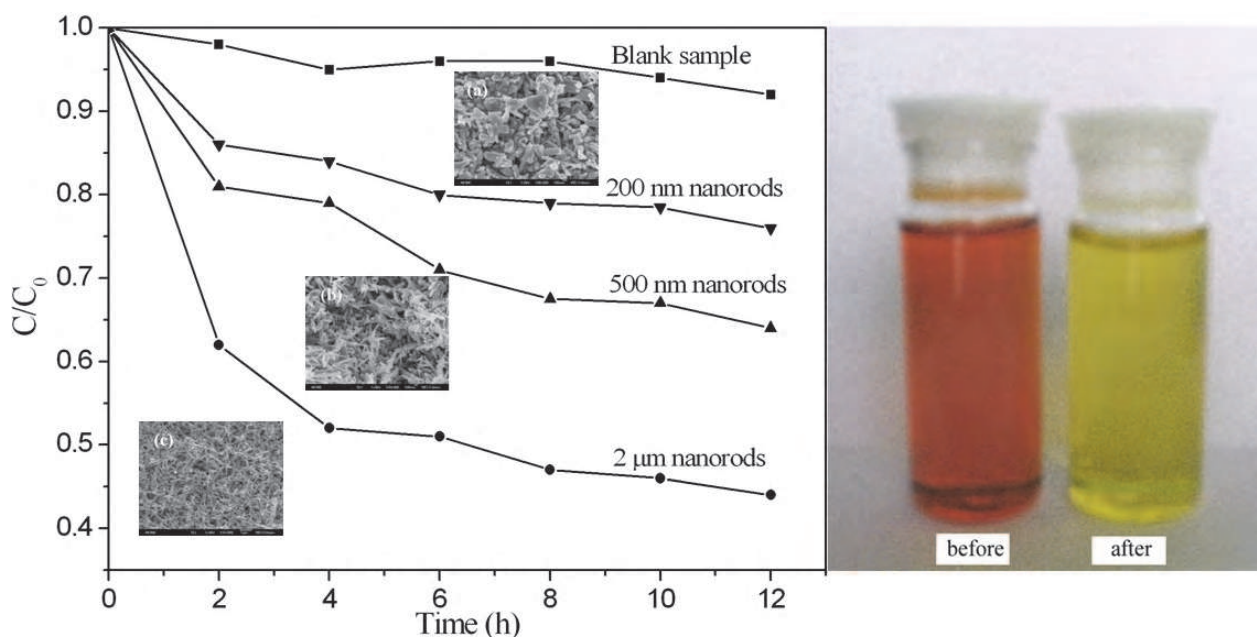 1.0
0.9
0.8
0.7
0.6
0.5
0.4
C/C₀
0
2
4
6
8
10
12
Time (h)
Blank sample
(a)
200 nm nanorods
(b)
500 nm nanorods
(c)
2 μm nanorods
before
after